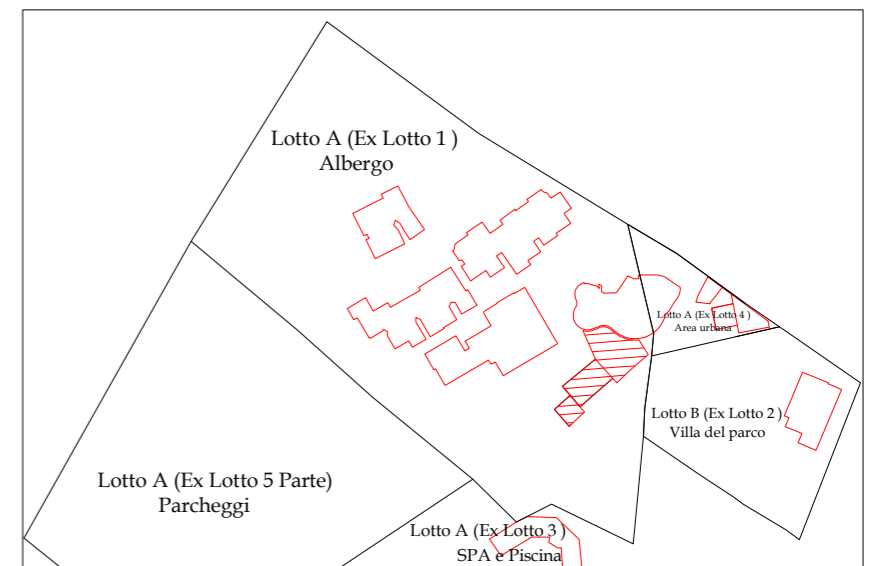 Lotto A (Ex Lotto 1 )
Albergo
Lotto A (Ex Lotto 4 )
Area urbana
Lotto B (Ex Lotto 2 )
Villa del parco
Lotto A (Ex Lotto 5 Parte)
Parcheggi
Lotto A (Ex Lotto 3 )
SPA e Piscina